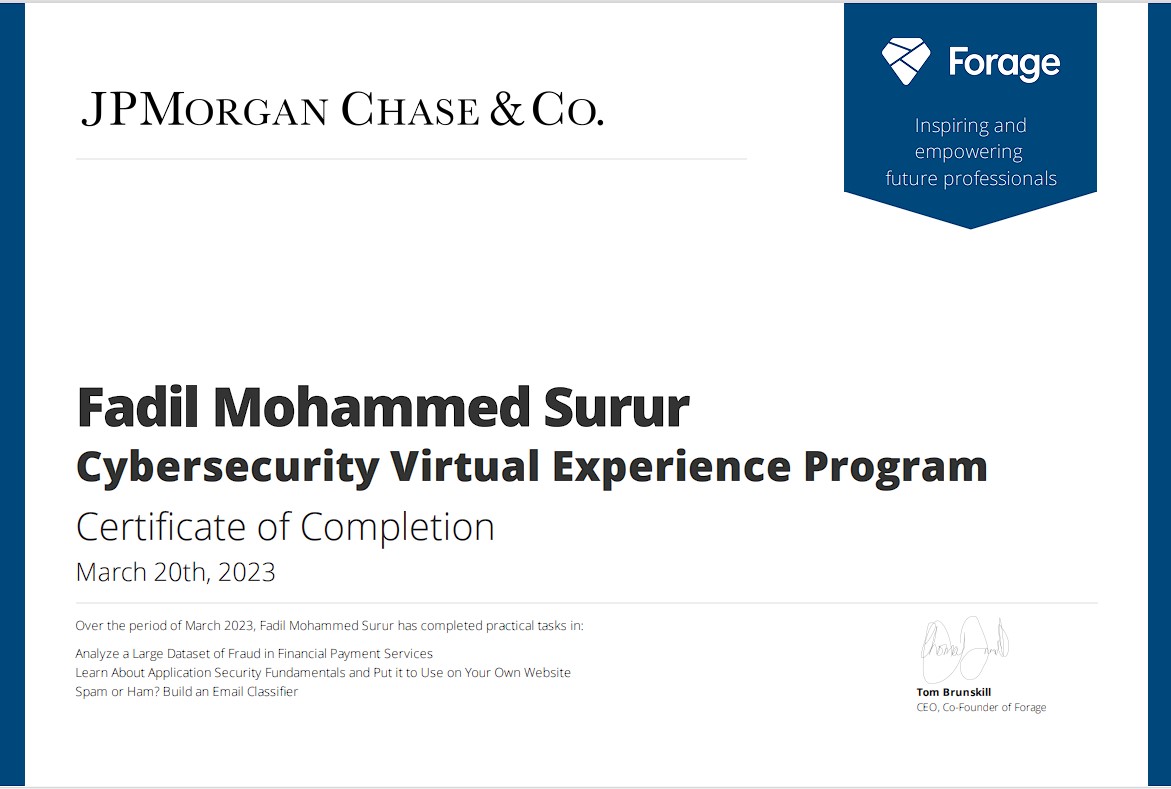 JPMORGAN CHASE & CO.
Forage
Inspiring and
empowering
future professionals
Fadil Mohammed Surur
Cybersecurity Virtual Experience Program
Certificate of Completion
March 20th, 2023
Over the period of March 2023, Fadil Mohammed Surur has completed practical tasks in:
Analyze a Large Dataset of Fraud in Financial Payment Services
Learn About Application Security Fundamentals and Put it to Use on Your Own Website
Spam or Ham? Build an Email Classifier
Tom Brunskill
CEO, Co-Founder of Forage